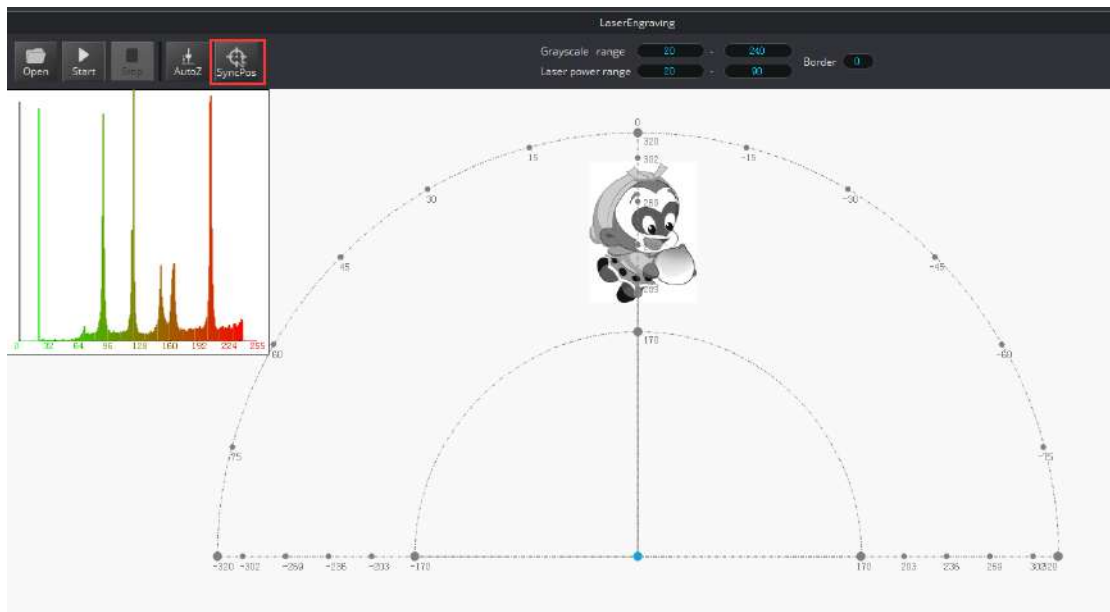 LaserEngraving
Open Start Stop AutoZ SyncPos
Grayscale range 20 - 240
Laser power range 20 - 90
Border 0
0 32 64 96 128 160 192 224 255
0
320
302
269
203
170
15
30
45
60
75
-15
-30
-45
-60
-75
-320 -302 -269 -236 -203 -170
170 203 236 269 302 320